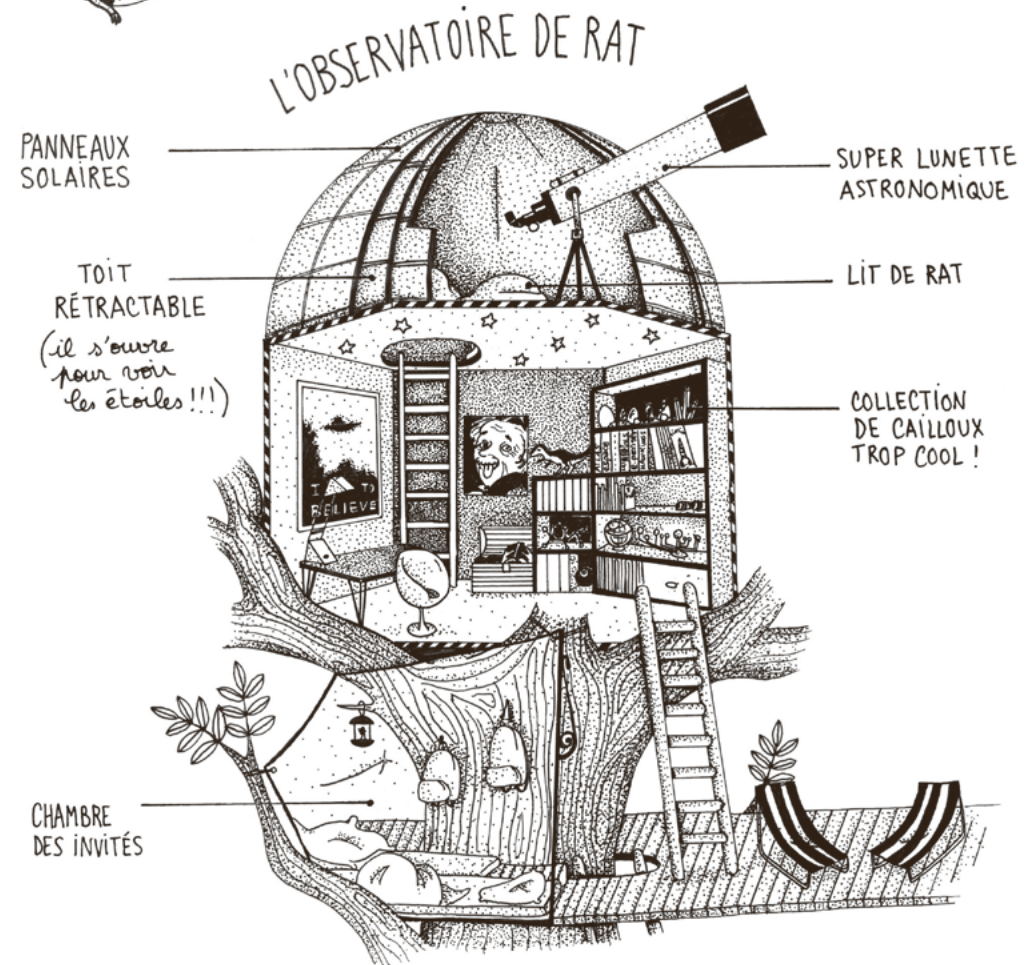 L'OBSERVATOIRE DE RAT
PANNEAUX
SOLAIRES
SUPER LUNETTE
ASTRONOMIQUE
TOIT
RÉTRACTABLE
(il s'ouvre
pour voir
les étoiles!!!)
LIT DE RAT
COLLECTION
DE CAILLOUX
TROP COOL !
I TO
BELIEVE
CHAMBRE
DES INVITÉS